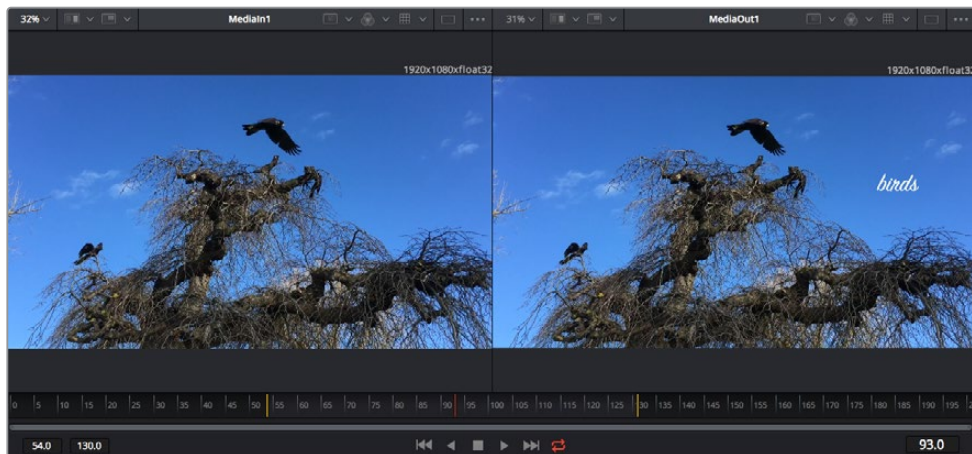 32% MediaIn1 31% MediaOut1
1920x1080xfloat32 1920x1080xfloat32
birds
0 5 10 15 20 25 30 35 40 45 50 55 60 65 70 75 80 85 90 95 100 105 110 115 120 125 30 135 140 145 150 155 160 165 170 175 180 185 190 195
54.0 130.0 93.0